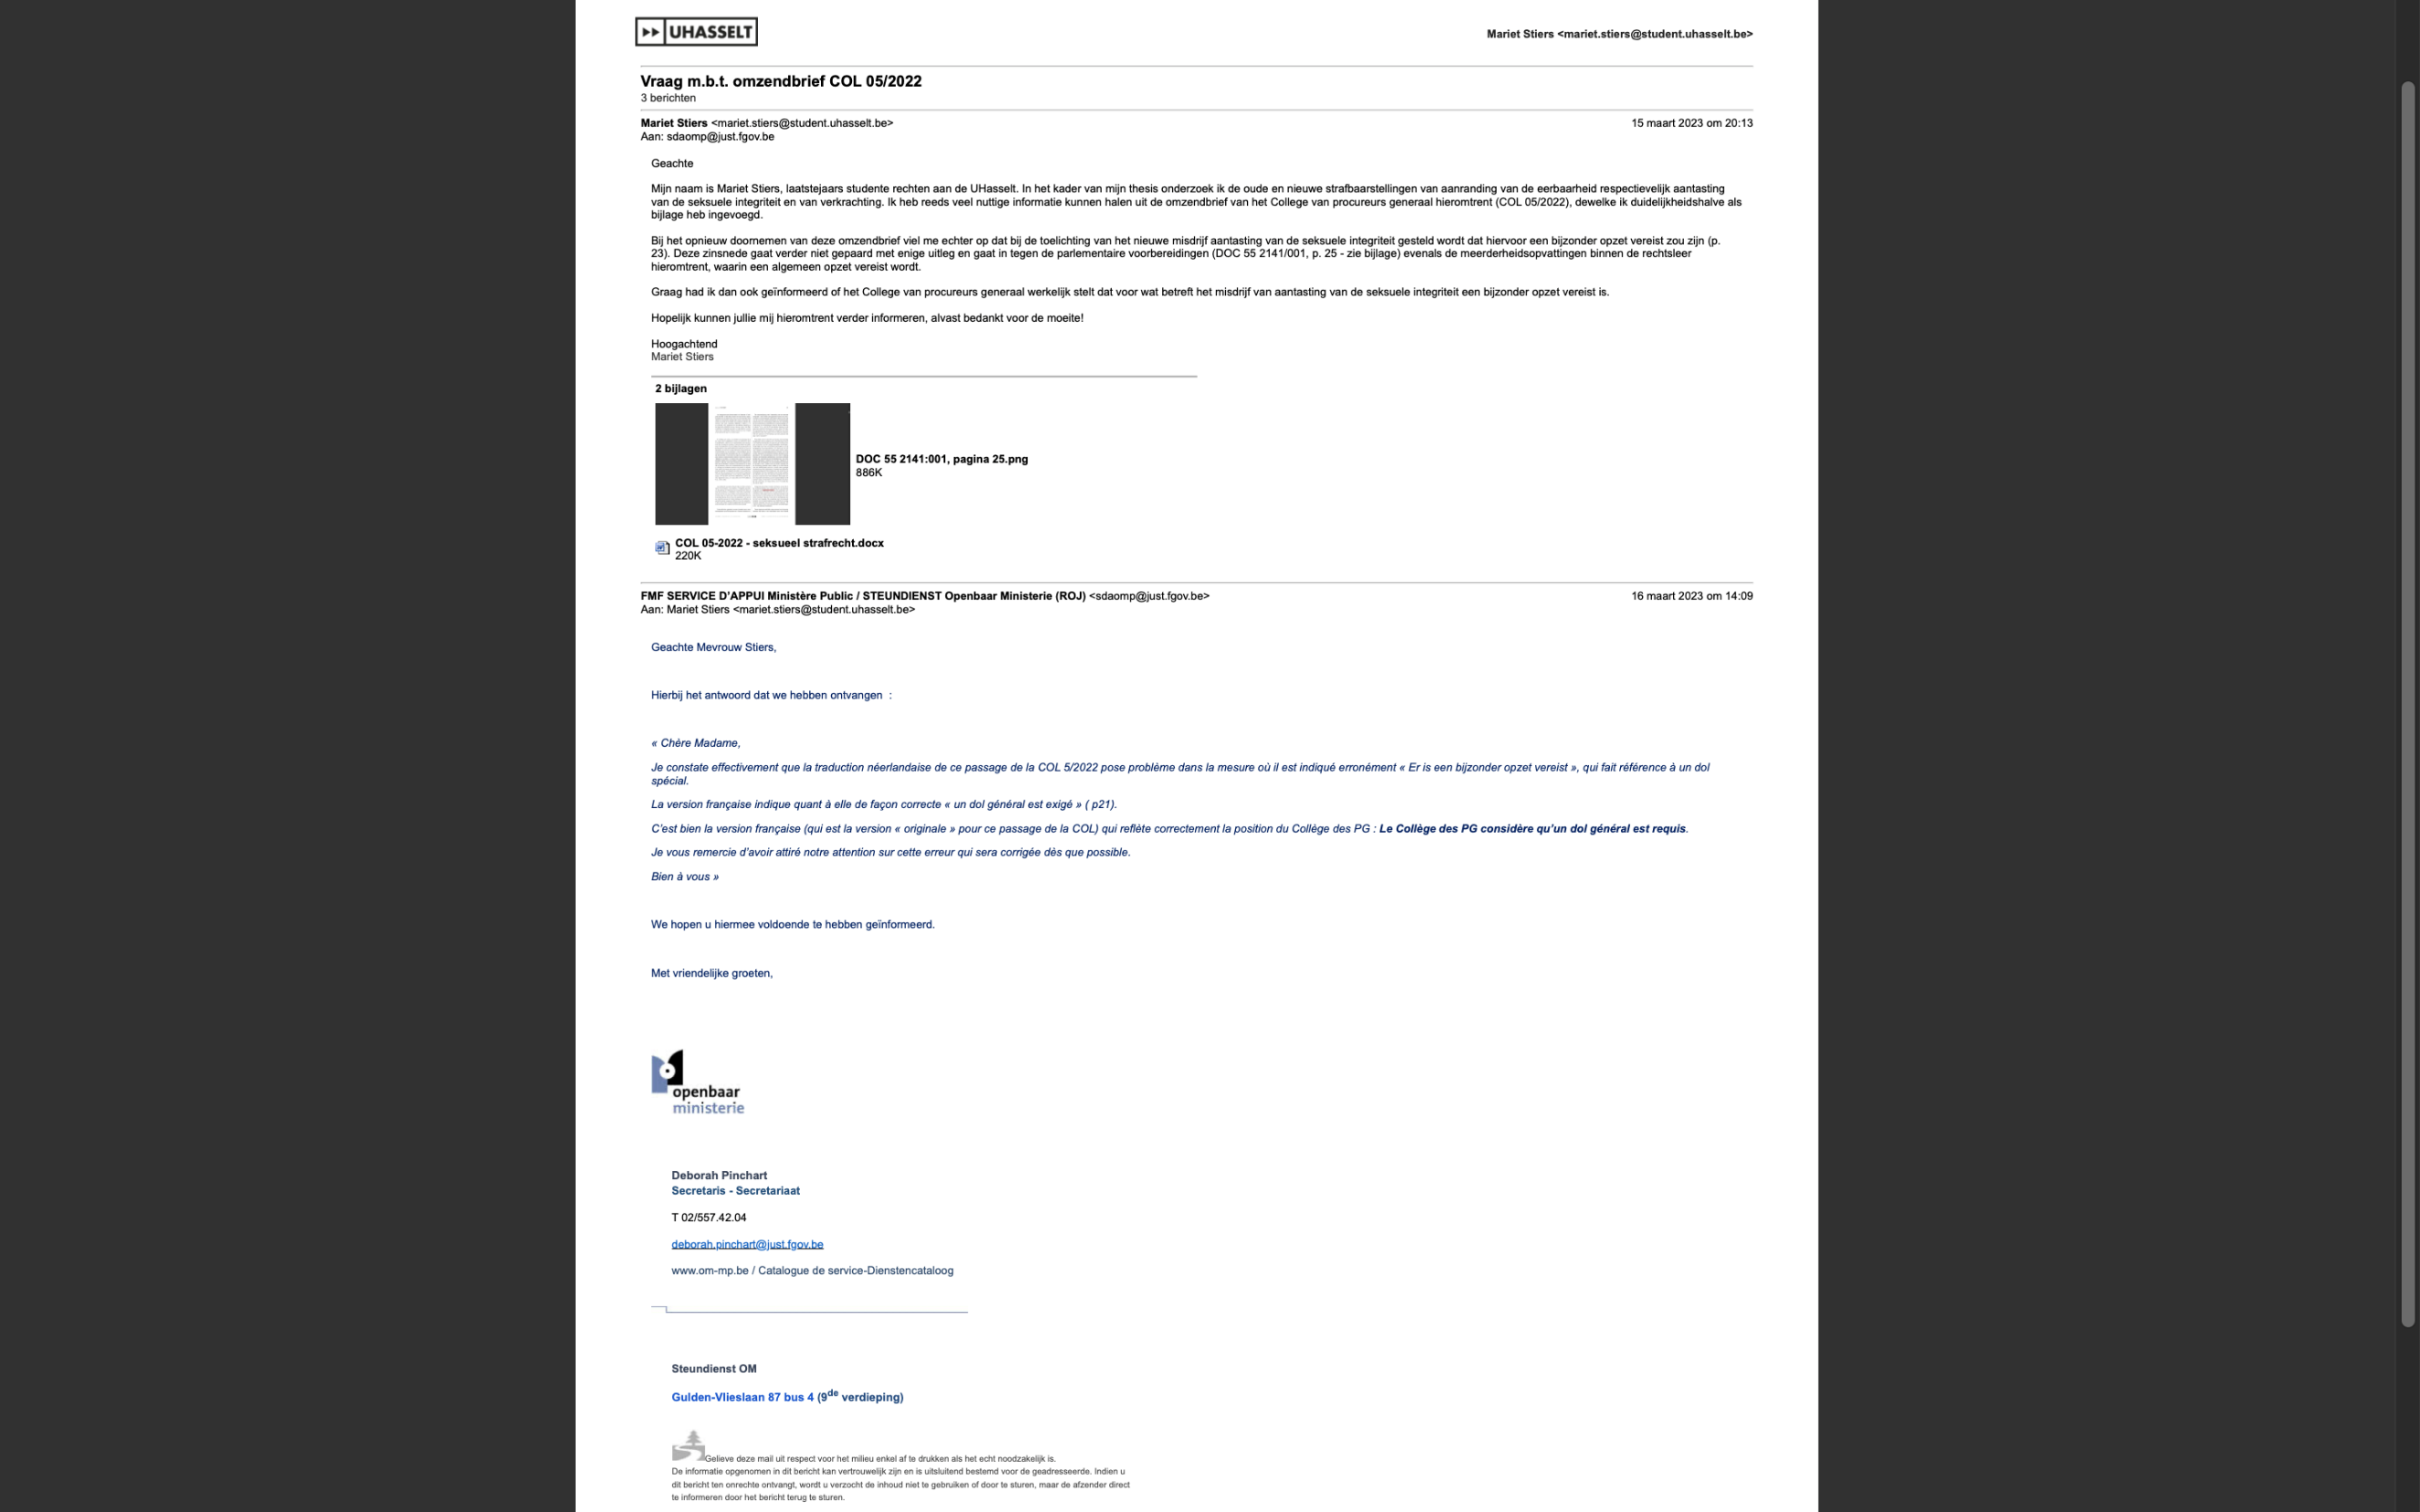 UHASSELT
Mariet Stiers <mariet.stiers@student.uhasselt.be>
Vraag m.b.t. omzendbrief COL 05/2022
3 berichten
Mariet Stiers <mariet.stiers@student.uhasselt.be>
15 maart 2023 om 20:13
Aan: sdaomp@just.fgov.be
Geachte
Mijn naam is Mariet Stiers, laatstejaars studente rechten aan de UHasselt. In het kader van mijn thesis onderzoek ik de oude en nieuwe strafbaarstellingen van aanranding van de eerbaarheid respectievelijk aantasting
van de seksuele integriteit en van verkrachting. Ik heb reeds veel nuttige informatie kunnen halen uit de omzendbrief van het College van procureurs generaal hieromtrent (COL 05/2022), dewelke ik duidelijkheidshalve als
bijlage heb ingevoegd.
Bij het opnieuw doornemen van deze omzendbrief viel me echter op dat bij de toelichting van het nieuwe misdrijf aantasting van de seksuele integriteit gesteld wordt dat hiervoor een bijzonder opzet vereist zou zijn (p.
23). Deze zinsnede gaat verder niet gepaard met enige uitleg en gaat in tegen de parlementaire voorbereidingen (DOC 55 2141/001, p. 25 - zie bijlage) evenals de meerderheidsopvattingen binnen de rechtsleer
hieromtrent, waarin een algemeen opzet vereist wordt.
Graag had ik dan ook geïnformeerd of het College van procureurs generaal werkelijk stelt dat voor wat betreft het misdrijf van aantasting van de seksuele integriteit een bijzonder opzet vereist is.
Hopelijk kunnen jullie mij hieromtrent verder informeren, alvast bedankt voor de moeite!
Hoogachtend
Mariet Stiers
2 bijlagen
DOC 55 2141:001, pagina 25.png
886K
COL 05-2022 - seksueel strafrecht.docx
220K
FMF SERVICE D'APPUI Ministère Public / STEUNDIENST Openbaar Ministerie (ROJ) <sdaomp@just.fgov.be>
16 maart 2023 om 14:09
Aan: Mariet Stiers <mariet.stiers@student.uhasselt.be>
Geachte Mevrouw Stiers,
Hierbij het antwoord dat we hebben ontvangen :
« Chère Madame,
Je constate effectivement que la traduction néerlandaise de ce passage de la COL 5/2022 pose problème dans la mesure où il est indiqué erronément « Er is een bijzonder opzet vereist », qui fait référence à un dol
spécial.
La version française indique quant à elle de façon correcte « un dol général est exigé » ( p21).
C'est bien la version française (qui est la version « originale » pour ce passage de la COL) qui reflète correctement la position du Collège des PG : Le Collège des PG considère qu'un dol général est requis.
Je vous remercie d'avoir attiré notre attention sur cette erreur qui sera corrigée dès que possible.
Bien à vous »
We hopen u hiermee voldoende te hebben geïnformeerd.
Met vriendelijke groeten,
openbaar
ministerie
Deborah Pinchart
Secretaris - Secretariaat
T 02/557.42.04
deborah.pinchart@just.fgov.be
www.om-mp.be / Catalogue de service-Dienstencataloog
Steundienst OM
Gulden-Vlieslaan 87 bus 4 (9de verdieping)
Gelieve deze mail uit respect voor het milieu enkel af te drukken als het echt noodzakelijk is.
De informatie opgenomen in dit bericht kan vertrouwelijk zijn en is uitsluitend bestemd voor de geadresseerde. Indien u
dit bericht ten onrechte ontvangt, wordt u verzocht de inhoud niet te gebruiken of door te sturen, maar de afzender direct
te informeren door het bericht terug te sturen.